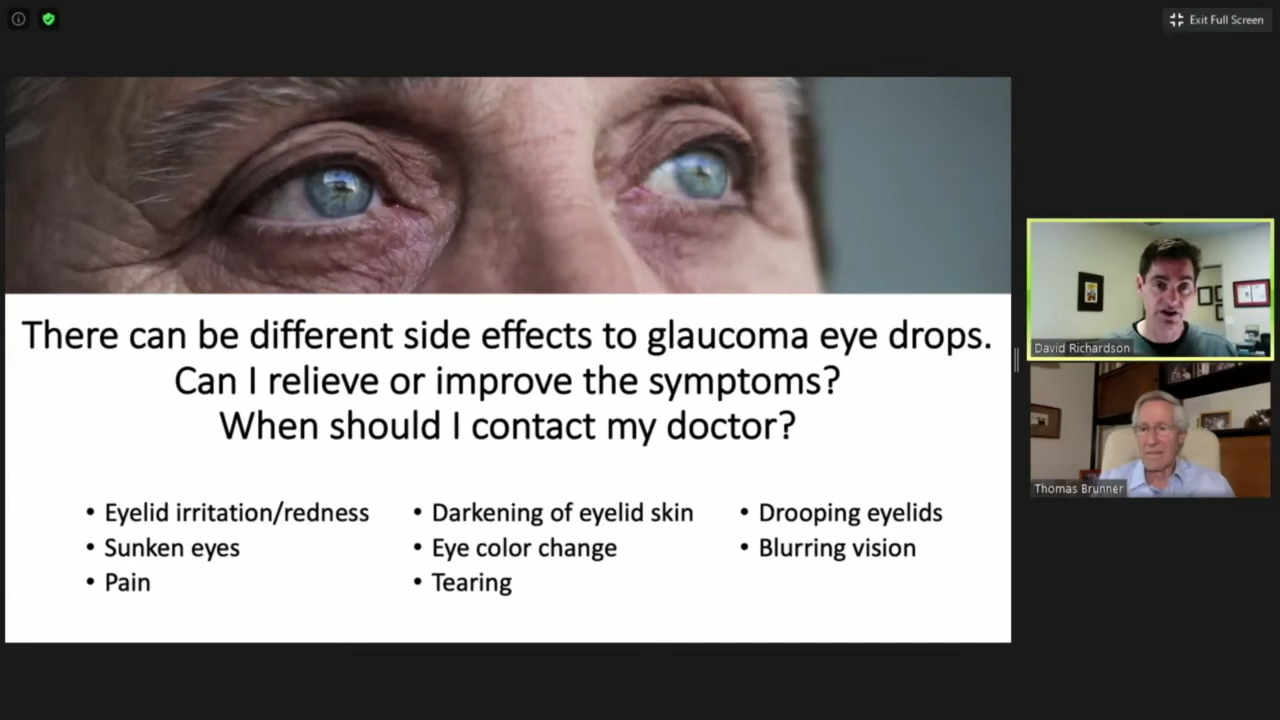 Exit Full Screen
There can be different side effects to glaucoma eye drops.
Can I relieve or improve the symptoms?
When should I contact my doctor?
• Eyelid irritation/redness
• Sunken eyes
• Pain
• Darkening of eyelid skin
• Eye color change
• Tearing
• Drooping eyelids
• Blurring vision
David Richardson
Thomas Brunner